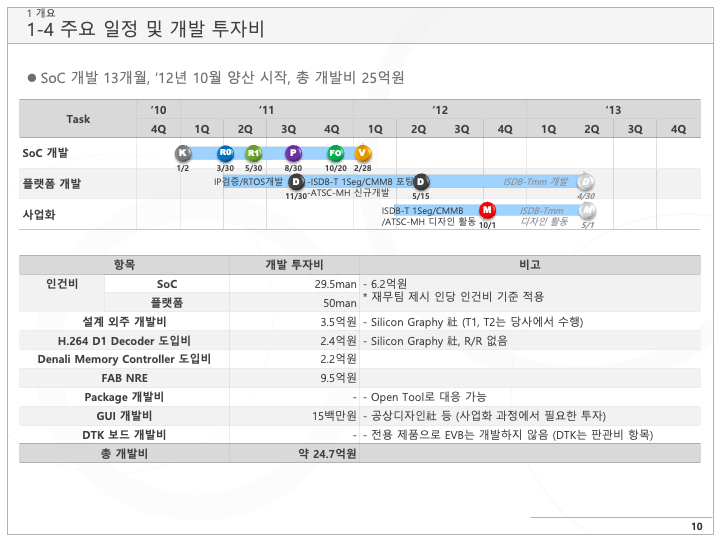 1 개요
1-4 주요 일정 및 개발 투자비
● SoC 개발 13개월, ‘12년 10월 양산 시작, 총 개발비 25억원
Task ‘10 ‘11 ‘12 ‘13
4Q 1Q 2Q 3Q 4Q 1Q 2Q 3Q 4Q 1Q 2Q 3Q 4Q
SoC 개발 K R0 R1 P FO V
1/2 3/30 5/30 8/30 10/20 2/28
플랫폼 개발 IP검증/RTOS개발 D -ISDB-T 1Seg/CMMB 포팅 D ISDB-Tmm 개발 D
11/30 -ATSC-MH 신규개발 5/15 4/30
사업화 ISDB-T 1Seg/CMMB M ISDB-Tmm M
/ATSC-MH 디자인 활동 10/1 디자인 활동 5/1
항목 개발 투자비 비고
인건비 SoC 29.5man - 6.2억원
플랫폼 50man * 재무팀 제시 인당 인건비 기준 적용
설계 외주 개발비 3.5억원 - Silicon Graphy 社 (T1, T2는 당사에서 수행)
H.264 D1 Decoder 도입비 2.4억원 - Silicon Graphy 社, R/R 없음
Denali Memory Controller 도입비 2.2억원
FAB NRE 9.5억원
Package 개발비 - - Open Tool로 대응 가능
GUI 개발비 15백만원 - 공상디자인社 등 (사업화 과정에서 필요한 투자)
DTK 보드 개발비 - - 전용 제품으로 EVB는 개발하지 않음 (DTK는 판관비 항목)
총 개발비 약 24.7억원
10